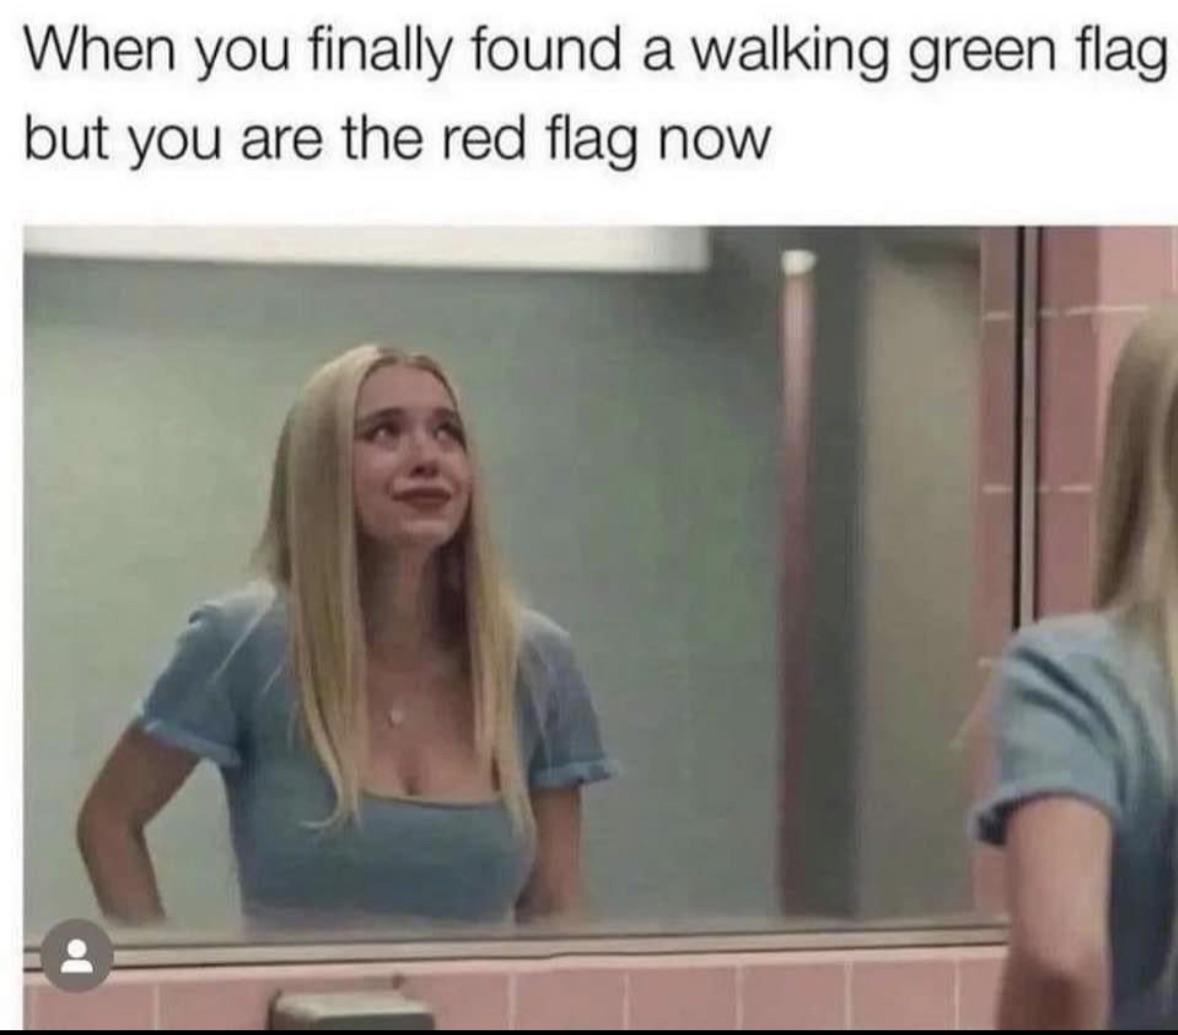 When you finally found a walking green flag
but you are the red flag now